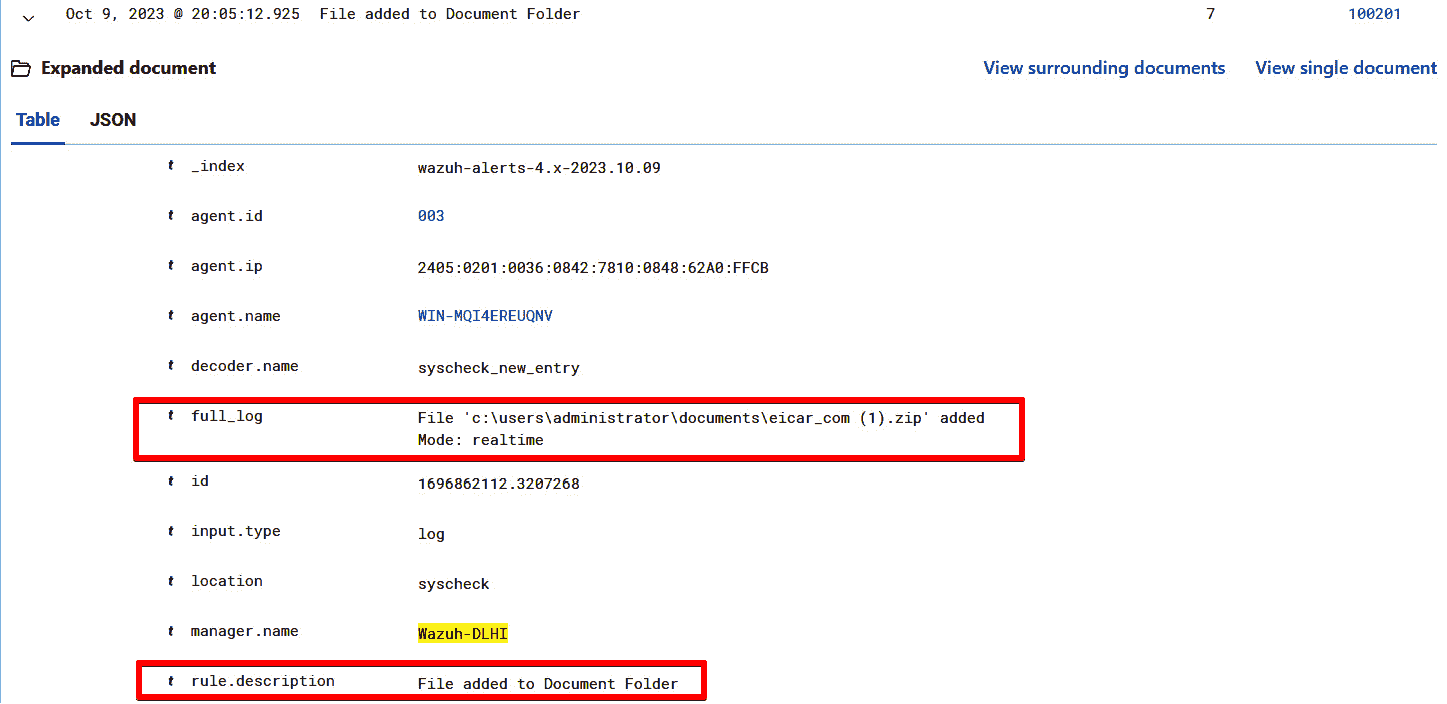 Oct 9, 2023 @ 20:05:12.925 File added to Document Folder 7 100201
Expanded document View surrounding documents View single document
Table JSON
t _index wazuh-alerts-4.x-2023.10.09
t agent.id 003
t agent.ip 2405:0201:0036:0842:7810:0848:62A0:FFCB
t agent.name WIN-MQI4EREUQNV
t decoder.name syscheck_new_entry
t full_log File 'c:\users\administrator\documents\eicar_com (1).zip' added
Mode: realtime
t id 1696862112.3207268
t input.type log
t location syscheck
t manager.name Wazuh-DLHI
t rule.description File added to Document Folder